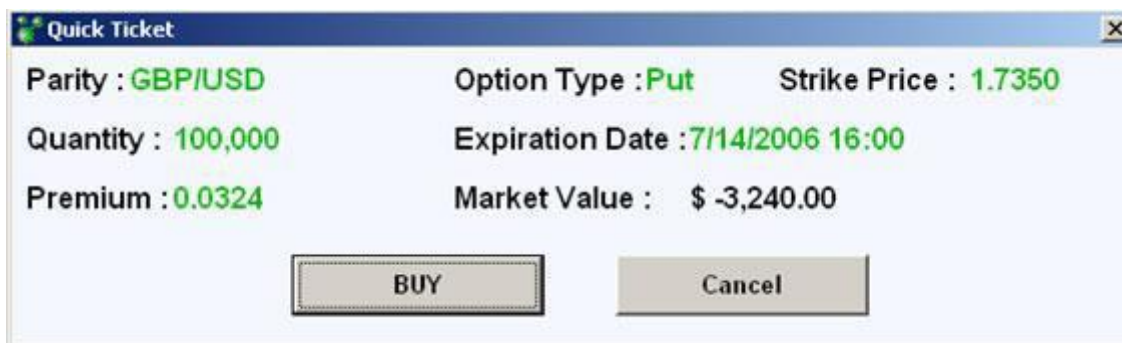 Quick Ticket
Parity : GBP/USD Option Type :Put Strike Price : 1.7350
Quantity : 100,000 Expiration Date :7/14/2006 16:00
Premium :0.0324 Market Value : $ -3,240.00
BUY Cancel